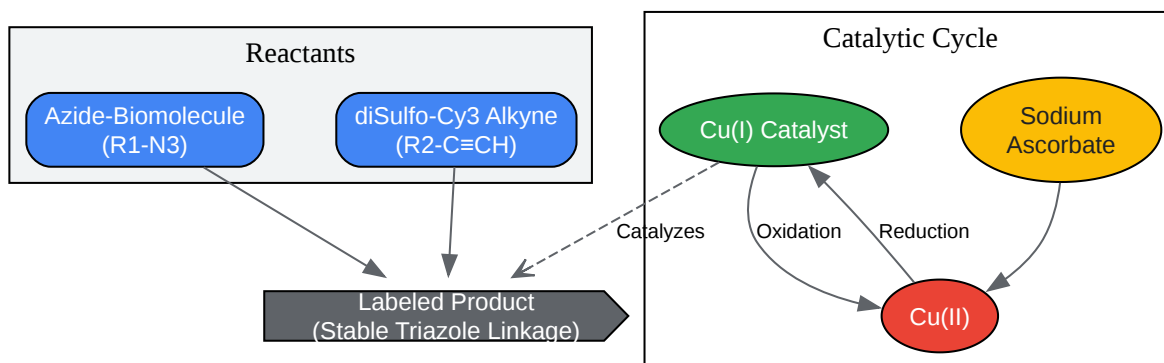 Reactants
Azide-Biomolecule
(R1-N3)
diSulfo-Cy3 Alkyne
(R2-C≡CH)
Catalytic Cycle
Cu(I) Catalyst
Sodium
Ascorbate
Catalyzes
Oxidation
Reduction
Labeled Product
(Stable Triazole Linkage)
Cu(II)